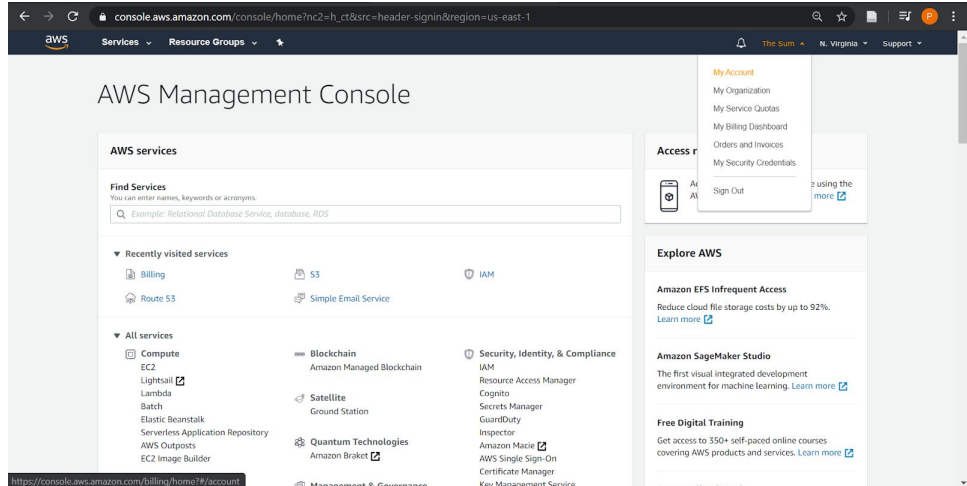 console.aws.amazon.com/console/home?nc2=h_ct&src=header-signin&region=us-east-1
P
aws Services Resource Groups The Sum N. Virginia Support
My Account
My Organization
My Service Quotas
My Billing Dashboard
Orders and Invoices
My Security Credentials
Sign Out
AWS Management Console
AWS services
Find Services
You can enter names, keywords or acronyms.
Example: Relational Database Service, database, RDS
Recently visited services
Billing S3 IAM
Route 53 Simple Email Service
All services
Compute
EC2
Lightsail
Lambda
Batch
Elastic Beanstalk
Serverless Application Repository
AWS Outposts
EC2 Image Builder
Blockchain
Amazon Managed Blockchain
Satellite
Ground Station
Quantum Technologies
Amazon Braket
Management & Governance
Security, Identity, & Compliance
IAM
Resource Access Manager
Cognito
Secrets Manager
GuardDuty
Inspector
Amazon Macie
AWS Single Sign-On
Certificate Manager
Key Management Service
Access
using the
more
Explore AWS
Amazon EFS Infrequent Access
Reduce cloud file storage costs by up to 92%.
Learn more
Amazon SageMaker Studio
The first visual integrated development
environment for machine learning. Learn more
Free Digital Training
Get access to 350+ self-paced online courses
covering AWS products and services. Learn more
https://console.aws.amazon.com/billing/home?#/account